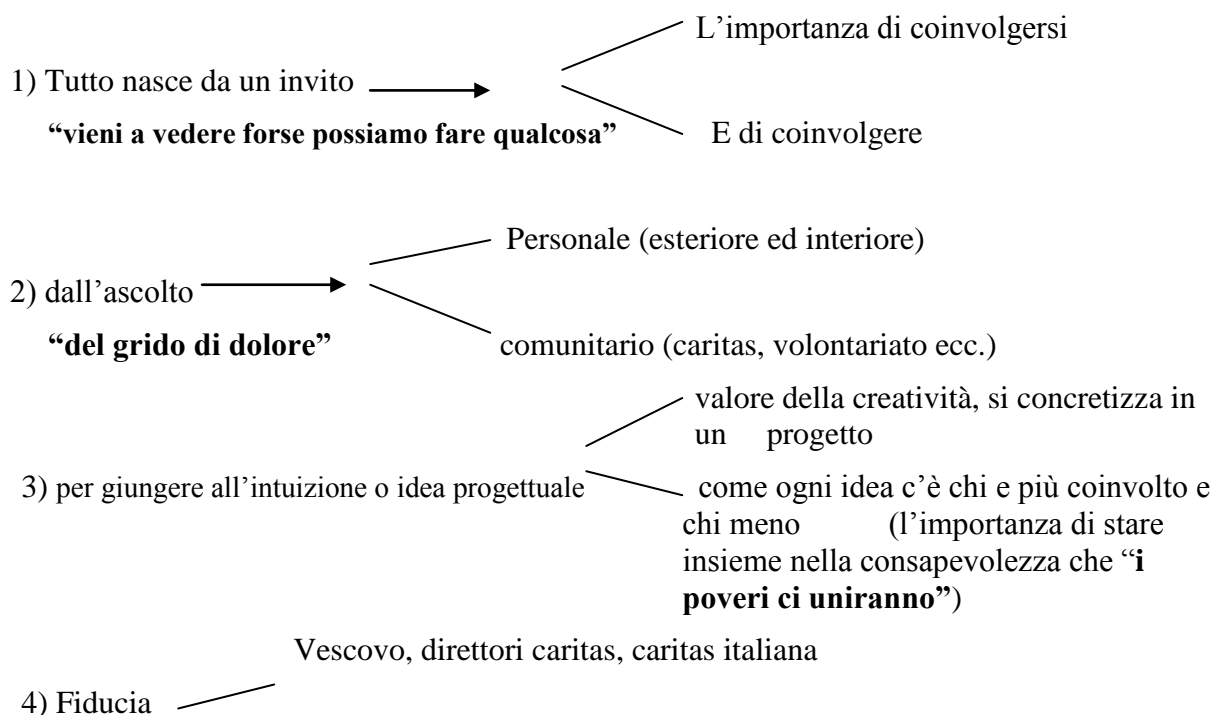 L’importanza di coinvolgersi
1) Tutto nasce da un invito
“vieni a vedere forse possiamo fare qualcosa”
E di coinvolgere
Personale (esteriore ed interiore)
2) dall’ascolto
“del grido di dolore”
comunitario (caritas, volontariato ecc.)
valore della creatività, si concretizza in
un progetto
3) per giungere all’intuizione o idea progettuale
come ogni idea c’è chi e più coinvolto e
chi meno (l’importanza di stare
insieme nella consapevolezza che “i
poveri ci uniranno”)
Vescovo, direttori caritas, caritas italiana
4) Fiducia